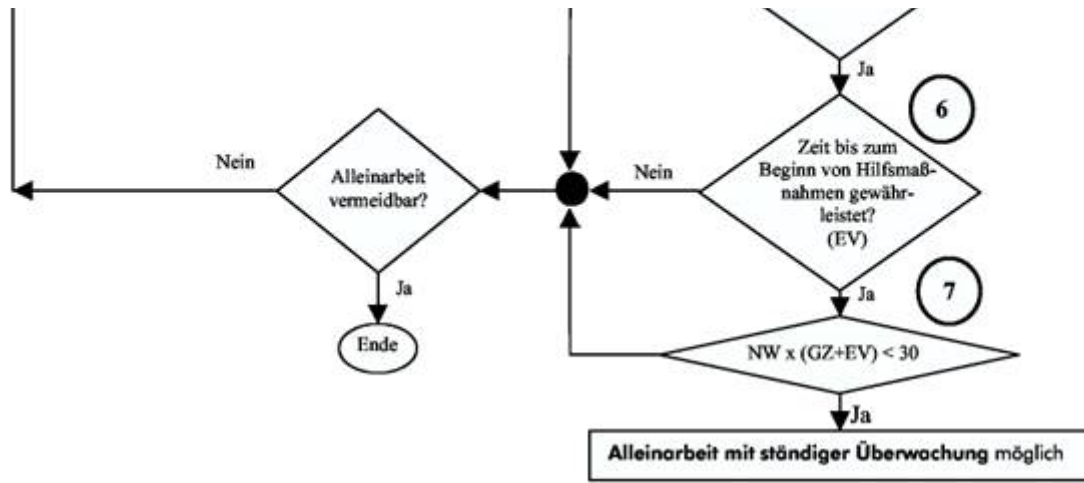 Ja
6
Zeit bis zum
Beginn von Hilfsmaß-
nahmen gewähr-
leistet?
(EV)
Nein
Alleinarbeit
vermeidbar?
Nein
Ja
Ende
Ja
7
NW x (GZ+EV) < 30
Ja
Alleinarbeit mit ständiger Überwachung möglich